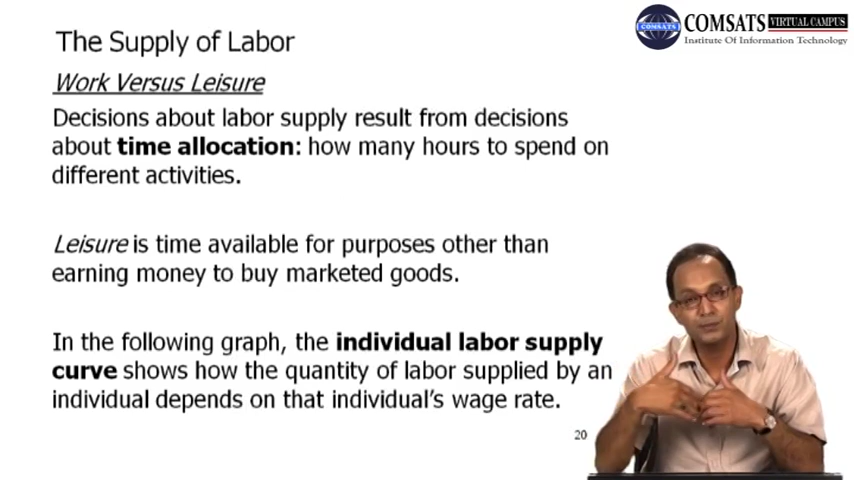 The Supply of Labor
COMSATS VIRTUAL CAMPUS
COMSATS
Institute Of Information Technology
Work Versus Leisure
Decisions about labor supply result from decisions
about time allocation: how many hours to spend on
different activities.
Leisure is time available for purposes other than
earning money to buy marketed goods.
In the following graph, the individual labor supply
curve shows how the quantity of labor supplied by an
individual depends on that individual's wage rate.
20